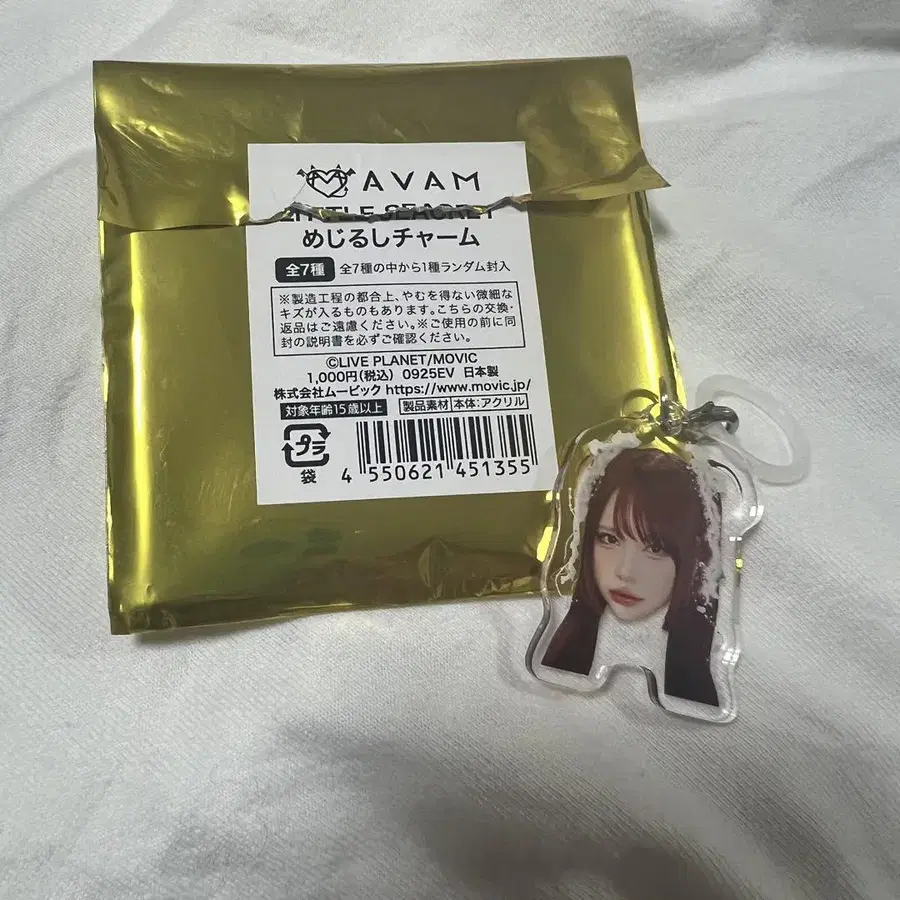 AVAM
LITTLE SEACRET
めじるしチャーム
全7種 全7種の中から1種ランダム封入
※製造工程の都合上、やむを得ない微細な
キズが入るものもあります。こちらの交換・
返品はご遠慮ください。※ご使用の前に同
封の説明書を必ずご確認ください。
©LIVE PLANET/MOVIC
1,000円(税込) 0925EV 日本製
株式会社ムービック https://www.movic.jp/
対象年齢15歳以上 製品素材 本体:アクリル
プラ
袋
4 550621 451355